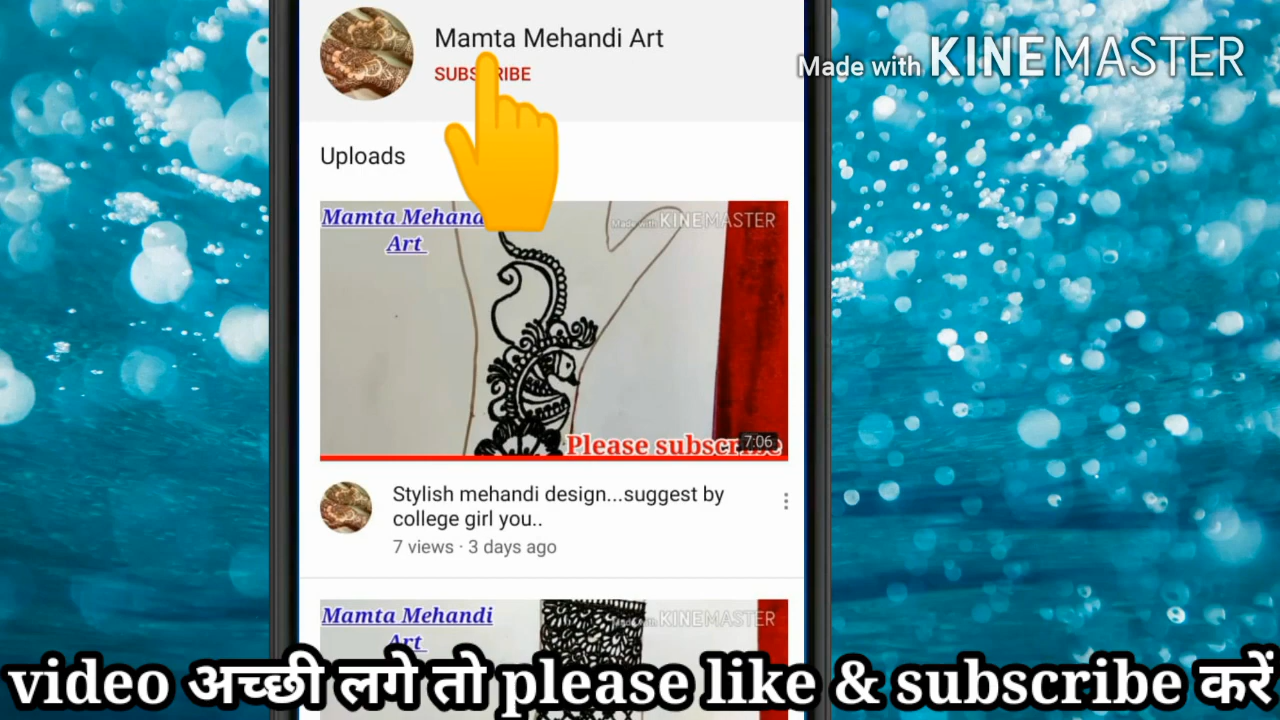 Mamta Mehandi Art
SUBSCRIBE
Made with KINEMASTER
Uploads
Mamta Mehandi
Art
Made with KINEMASTER
Please subscribe
7:06
Stylish mehandi design...suggest by
college girl you..
7 views · 3 days ago
Mamta Mehandi
Art
Made with KINEMASTER
video अच्छी लगे तो please like & subscribe करें